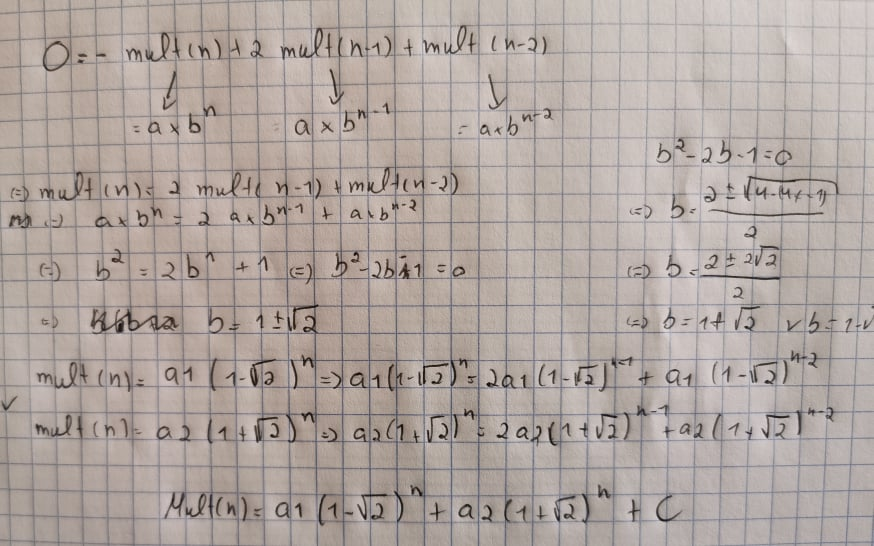 0 = - mult(n) + 2 mult(n-1) + mult (n-2)
↓ ↓ ↓
= a x b^n = a x b^{n-1} = a x b^{n-2}
(=) mult (n) = 2 mult( n-1) + mult(n-2)
(=) a x b^n = 2 a x b^{n-1} + a x b^{n-2}
(=) b^2 = 2b^1 + 1 (=) b^2 - 2b - 1 = 0
=) b = 1 ± √2
b^2 - 2b - 1 = 0
(=) b = (2 ± √(4 - 4 x -1)) / 2
(=) b = (2 ± 2√2) / 2
(=) b = 1 + √2 v b = 1 - √
mult (n) = a1 (1-√2)^n => a1 (1-√2)^n = 2a1 (1-√2)^{n-1} + a1 (1-√2)^{n-2}
v
mult (n) = a2 (1+√2)^n => a2 (1+√2)^n = 2a2 (1+√2)^{n-1} + a2 (1+√2)^{n-2}
Mult(n) = a1 (1-√2)^n + a2 (1+√2)^n + C